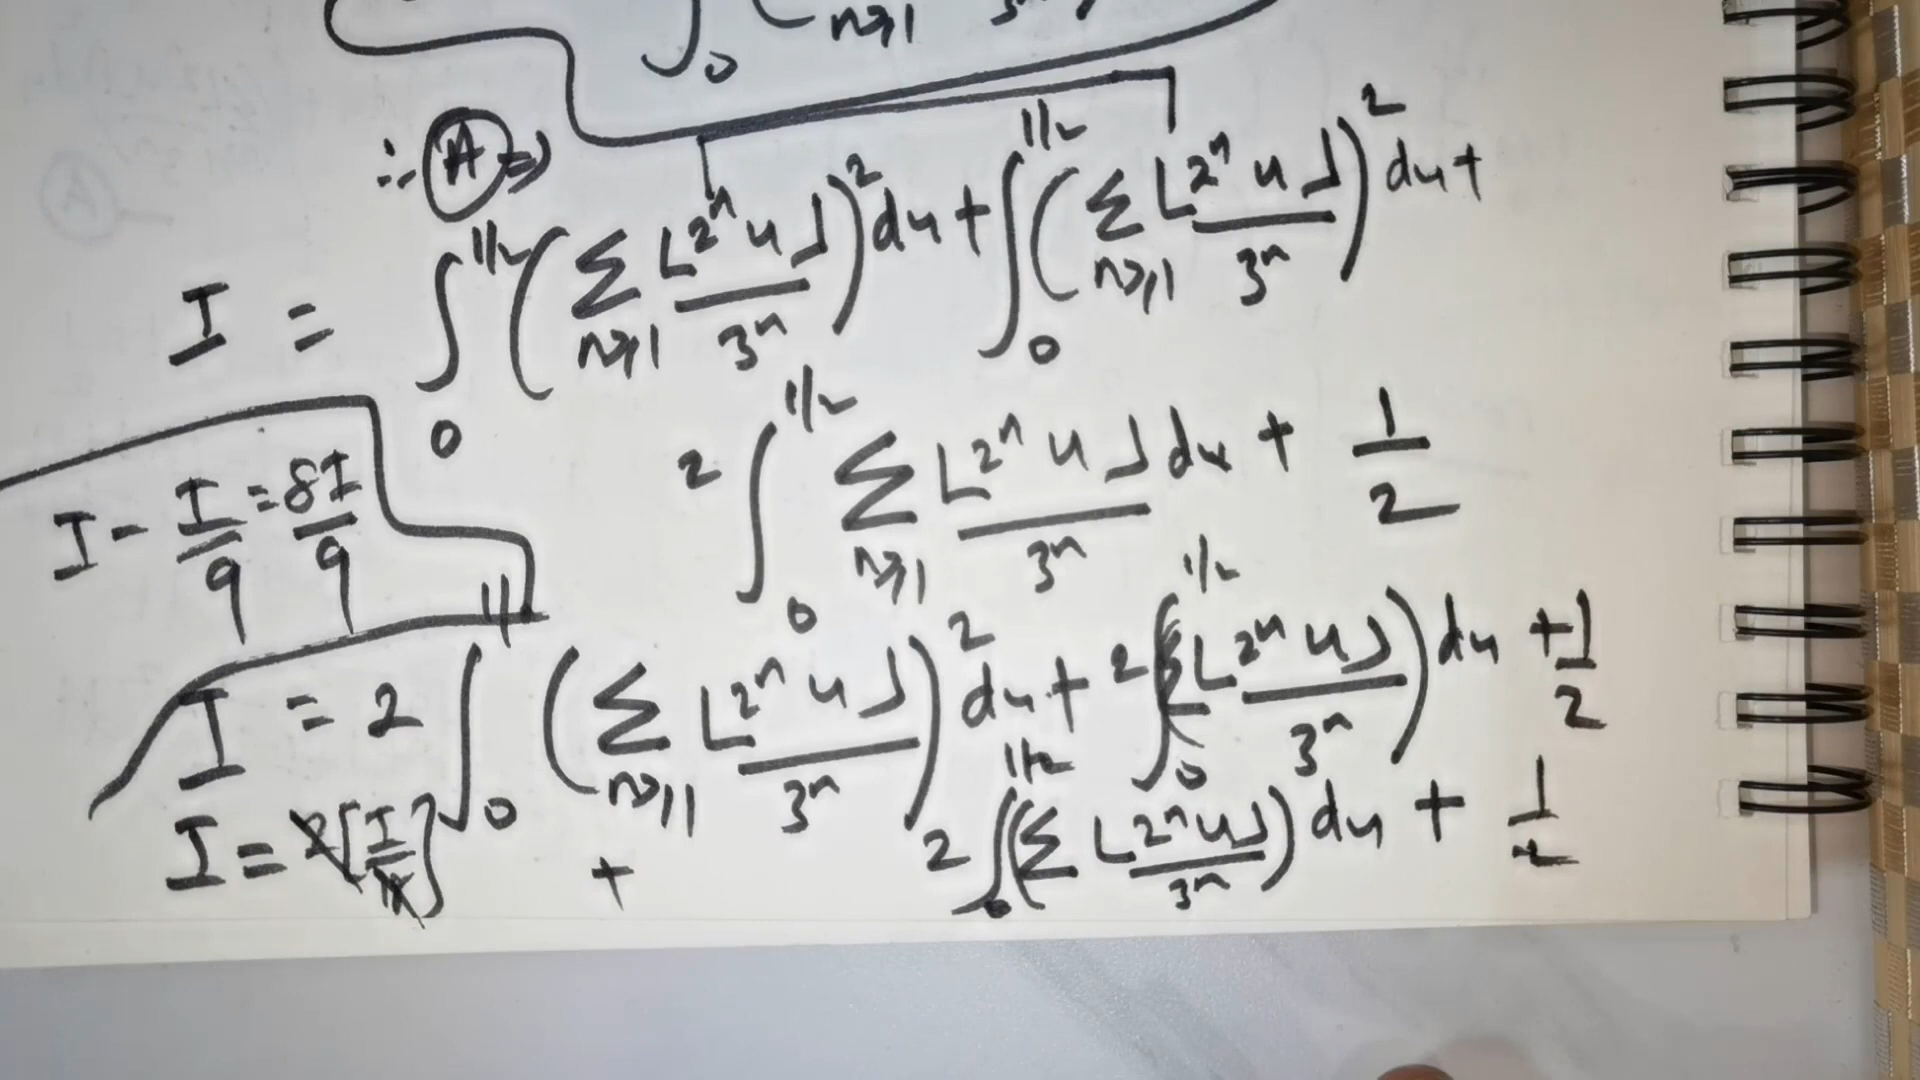 ∫₀ ( n≥1 3ⁿ
∴ Ⓐ ⇒
I = ∫₀^{1/2} ( Σ_{n≥1} ⌊2ⁿu⌋/3ⁿ )² du + ∫₀^{1/2} ( Σ_{n≥1} ⌊2ⁿu⌋/3ⁿ )² du +
2 ∫₀^{1/2} Σ_{n≥1} ⌊2ⁿu⌋/3ⁿ du + 1/2
I - I/9 = 8I/9
I = 2 ∫₀ ( Σ_{n≥1} ⌊2ⁿu⌋/3ⁿ )² du + 2 ∫₀^{1/2} ⌊2ⁿu⌋/3ⁿ ) du + 1/2
I = + 2 ∫₀^{1/2} ( Σ ⌊2ⁿu⌋/3ⁿ ) du + 1/2